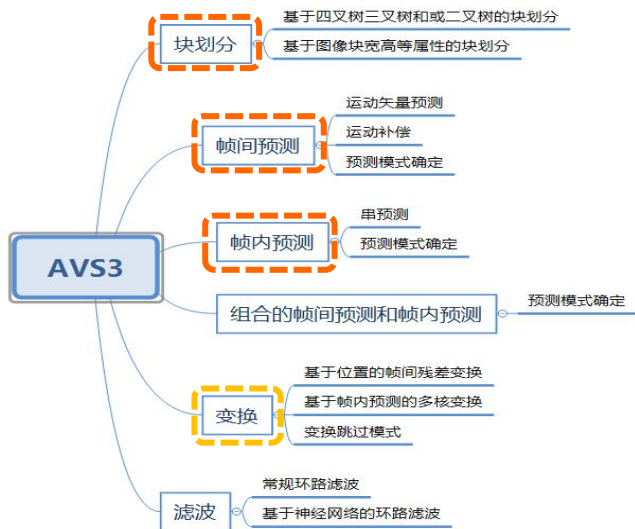 基于四叉树三叉树和或二叉树的块划分
块划分
基于图像块宽高等属性的块划分
运动矢量预测
帧间预测
运动补偿
预测模式确定
串预测
帧内预测
预测模式确定
AVS3
预测模式确定
组合的帧间预测和帧内预测
基于位置的帧间残差变换
基于帧内预测的多核变换
变换
变换跳过模式
常规环路滤波
滤波
基于神经网络的环路滤波